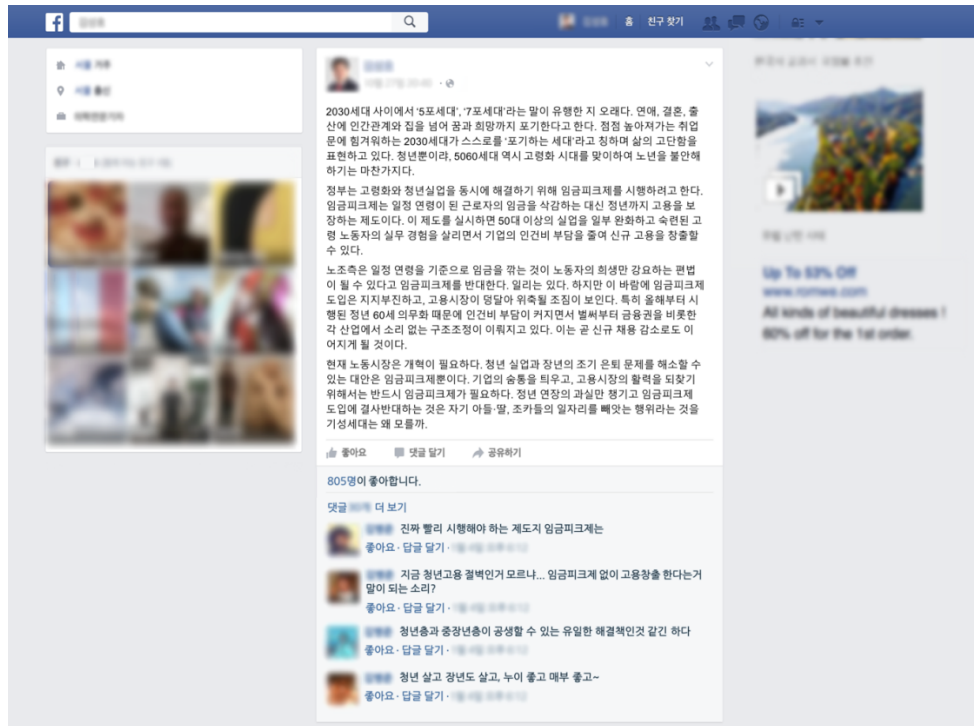 홈 친구 찾기
2030세대 사이에서 '5포세대', '7포세대'라는 말이 유행한 지 오래다. 연애, 결혼, 출
산에 인간관계와 집을 넘어 꿈과 희망까지 포기한다고 한다. 점점 높아져가는 취업
문에 힘겨워하는 2030세대가 스스로를 '포기하는 세대'라고 칭하며 삶의 고단함을
표현하고 있다. 청년뿐이랴, 5060세대 역시 고령화 시대를 맞이하여 노년을 불안해
하기는 마찬가지다.
정부는 고령화와 청년실업을 동시에 해결하기 위해 임금피크제를 시행하려고 한다.
임금피크제는 일정 연령이 된 근로자의 임금을 삭감하는 대신 정년까지 고용을 보
장하는 제도이다. 이 제도를 실시하면 50대 이상의 실업을 일부 완화하고 숙련된 고
령 노동자의 실무 경험을 살리면서 기업의 인건비 부담을 줄여 신규 고용을 창출할
수 있다.
노조측은 일정 연령을 기준으로 임금을 깎는 것이 노동자의 희생만 강요하는 편법
이 될 수 있다고 임금피크제를 반대한다. 일리는 있다. 하지만 이 바람에 임금피크제
도입은 지지부진하고, 고용시장이 덩달아 위축될 조짐이 보인다. 특히 올해부터 시
행된 정년 60세 의무화 때문에 인건비 부담이 커지면서 벌써부터 금융권을 비롯한
각 산업에서 소리 없는 구조조정이 이뤄지고 있다. 이는 곧 신규 채용 감소로도 이
어지게 될 것이다.
현재 노동시장은 개혁이 필요하다. 청년 실업과 장년의 조기 은퇴 문제를 해소할 수
있는 대안은 임금피크제뿐이다. 기업의 숨통을 틔우고, 고용시장의 활력을 되찾기
위해서는 반드시 임금피크제가 필요하다. 정년 연장의 과실만 챙기고 임금피크제
도입에 결사반대하는 것은 자기 아들·딸, 조카들의 일자리를 빼앗는 행위라는 것을
기성세대는 왜 모를까.
좋아요 댓글 달기 공유하기
805명이 좋아합니다.
댓글 더 보기
진짜 빨리 시행해야 하는 제도지 임금피크제는
좋아요 · 답글 달기 ·
지금 청년고용 절벽인거 모르냐... 임금피크제 없이 고용창출 한다는거
말이 되는 소리?
좋아요 · 답글 달기 ·
청년층과 중장년층이 공생할 수 있는 유일한 해결책인것 같긴 하다
좋아요 · 답글 달기 ·
청년 살고 장년도 살고, 누이 좋고 매부 좋고~
좋아요 · 답글 달기 ·
Up To 53% Off
www.romwe.com
All kinds of beautiful dresses !
60% off for the 1st order.